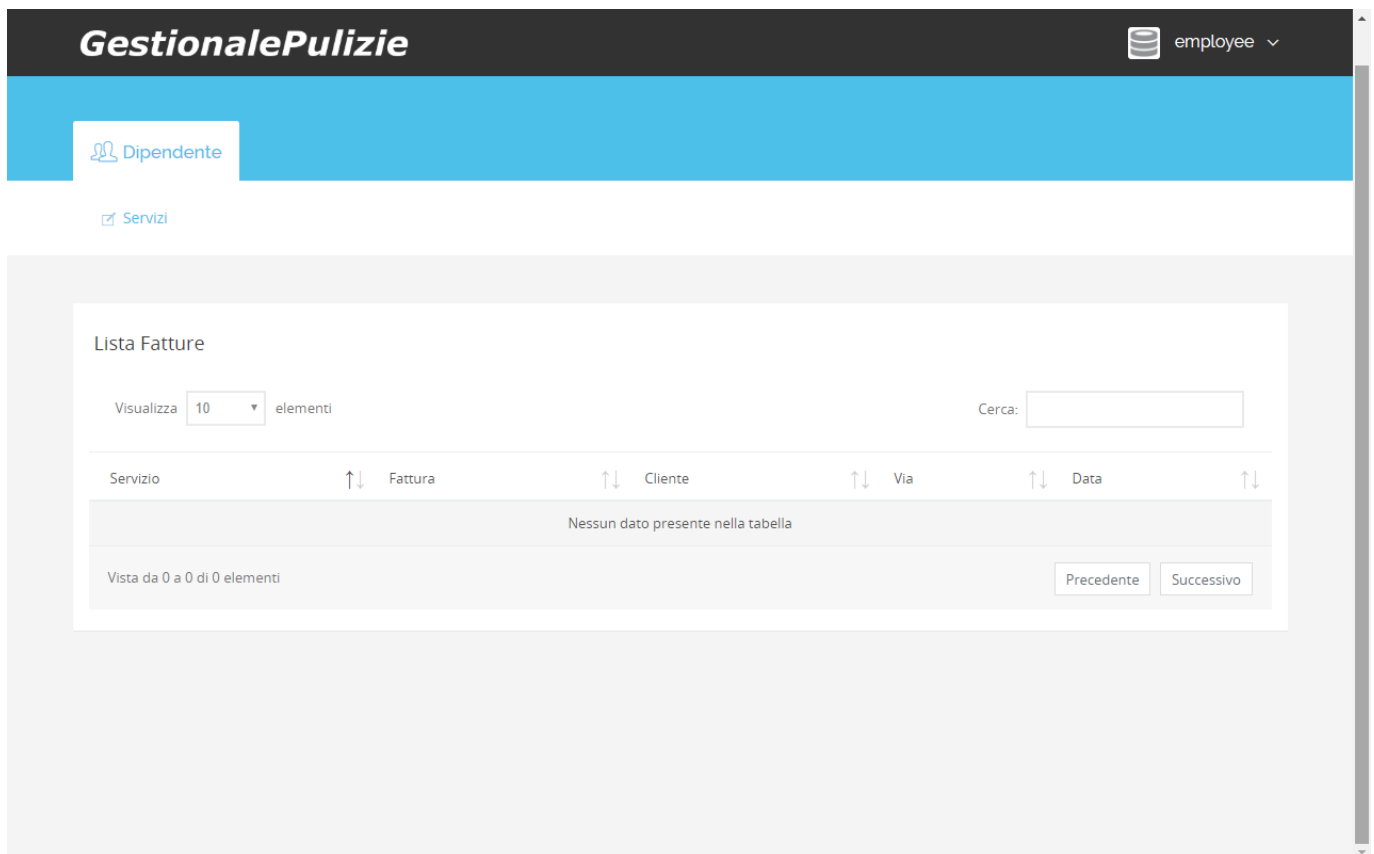 GestionalePulizie
employee
Dipendente
Servizi
Lista Fatture
Visualizza 10 elementi
Cerca:
Servizio Fattura Cliente Via Data
Nessun dato presente nella tabella
Vista da 0 a 0 di 0 elementi
Precedente Successivo